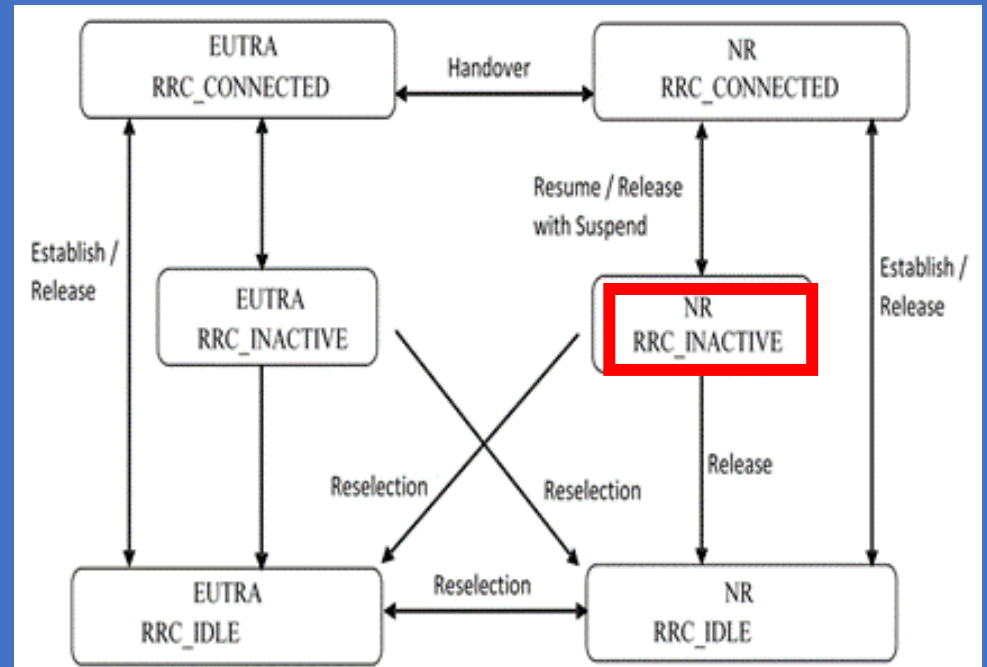 EUTRA
RRC_CONNECTED
Handover
NR
RRC_CONNECTED
Resume / Release
with Suspend
Establish /
Release
EUTRA
RRC_INACTIVE
NR
RRC_INACTIVE
Establish /
Release
Reselection
Reselection
Release
EUTRA
RRC_IDLE
Reselection
NR
RRC_IDLE